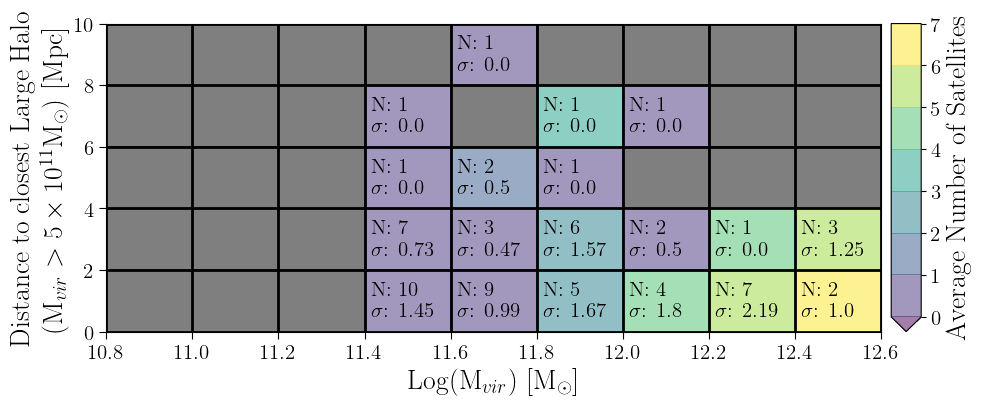 Distance to closest Large Halo
(M_vir > 5 × 10^11 M_⊙) [Mpc]
10
8
6
4
2
0
N: 1
σ: 0.0
N: 1
σ: 0.0
N: 1
σ: 0.0
N: 1
σ: 0.0
N: 1
σ: 0.0
N: 2
σ: 0.5
N: 1
σ: 0.0
N: 7
σ: 0.73
N: 3
σ: 0.47
N: 6
σ: 1.57
N: 2
σ: 0.5
N: 1
σ: 0.0
N: 3
σ: 1.25
N: 10
σ: 1.45
N: 9
σ: 0.99
N: 5
σ: 1.67
N: 4
σ: 1.8
N: 7
σ: 2.19
N: 2
σ: 1.0
10.8 11.0 11.2 11.4 11.6 11.8 12.0 12.2 12.4 12.6
Log(M_vir) [M_⊙]
7
6
5
4
3
2
1
0
Average Number of Satellites